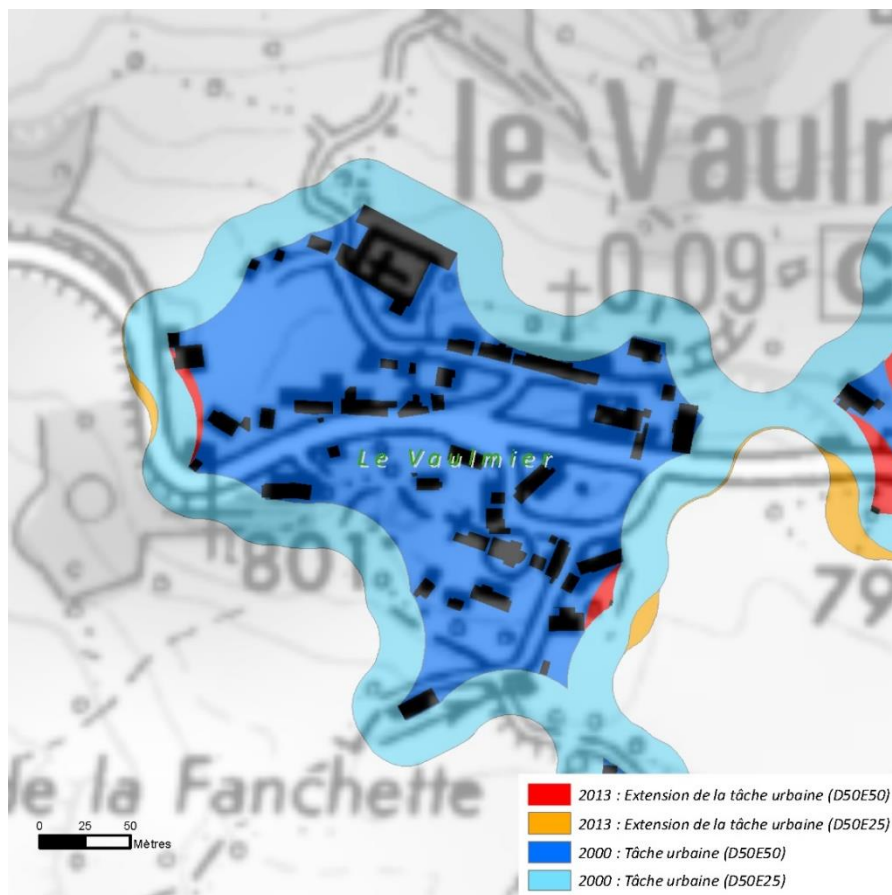 le Vaulm
0.09
C
Le Vaulmier
801
79
de la Fanchette
0 25 50
Mètres
2013 : Extension de la tâche urbaine (D50E50)
2013 : Extension de la tâche urbaine (D50E25)
2000 : Tâche urbaine (D50E50)
2000 : Tâche urbaine (D50E25)